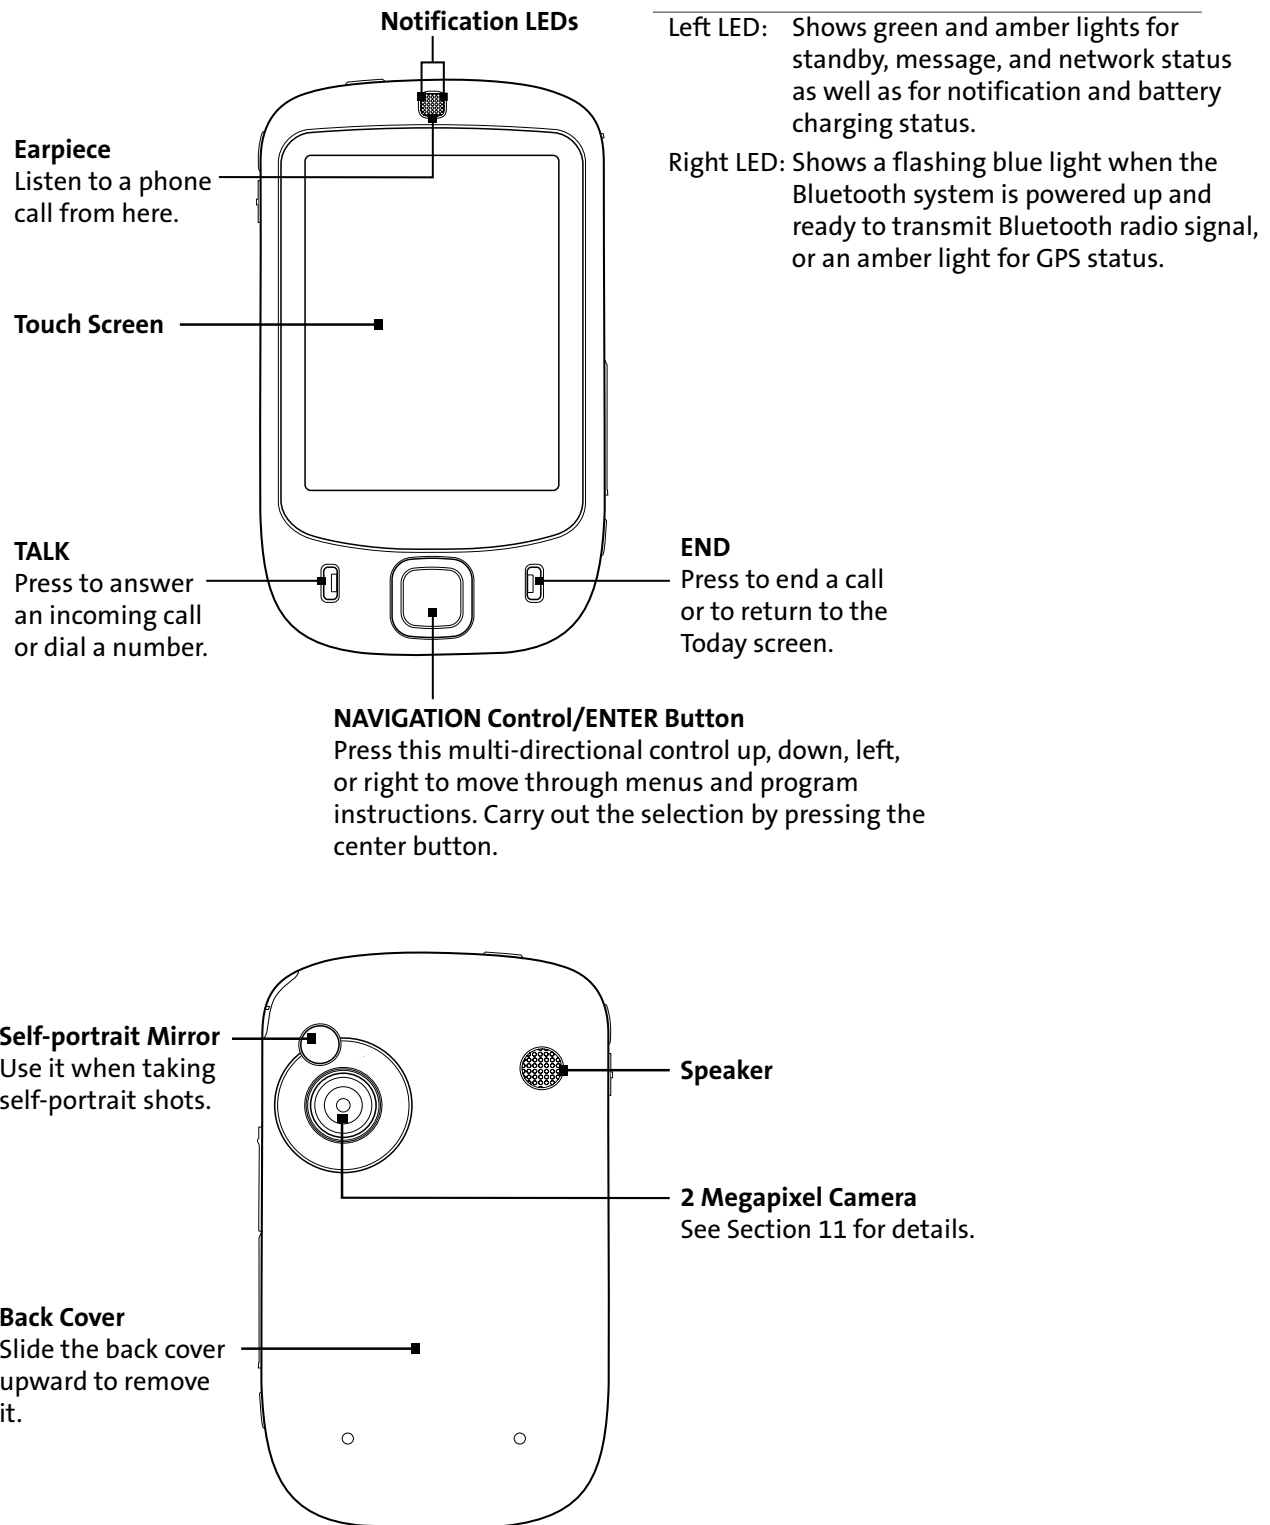 Notification LEDs
Left LED: Shows green and amber lights for
standby, message, and network status
as well as for notification and battery
charging status.
Right LED: Shows a flashing blue light when the
Bluetooth system is powered up and
ready to transmit Bluetooth radio signal,
or an amber light for GPS status.
Earpiece
Listen to a phone
call from here.
Touch Screen
TALK
Press to answer
an incoming call
or dial a number.
END
Press to end a call
or to return to the
Today screen.
NAVIGATION Control/ENTER Button
Press this multi-directional control up, down, left,
or right to move through menus and program
instructions. Carry out the selection by pressing the
center button.
Self-portrait Mirror
Use it when taking
self-portrait shots.
Speaker
2 Megapixel Camera
See Section 11 for details.
Back Cover
Slide the back cover
upward to remove
it.